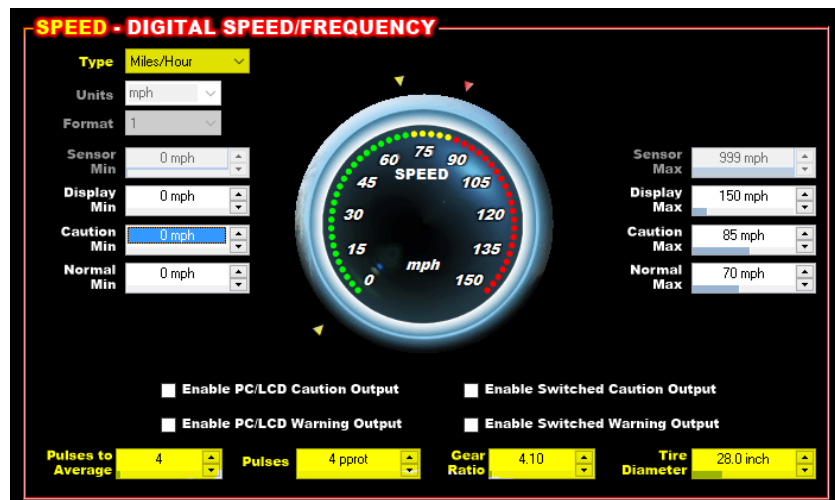 SPEED - DIGITAL SPEED/FREQUENCY
Type Miles/Hour
Units mph
Format 1
Sensor Min 0 mph
Display Min 0 mph
Caution Min 0 mph
Normal Min 0 mph
0
15
30
45
60
75
90
105
120
135
150
SPEED
mph
Sensor Max 999 mph
Display Max 150 mph
Caution Max 85 mph
Normal Max 70 mph
Enable PC/LCD Caution Output
Enable Switched Caution Output
Enable PC/LCD Warning Output
Enable Switched Warning Output
Pulses to Average 4
Pulses 4 pprot
Gear Ratio 4.10
Tire Diameter 28.0 inch